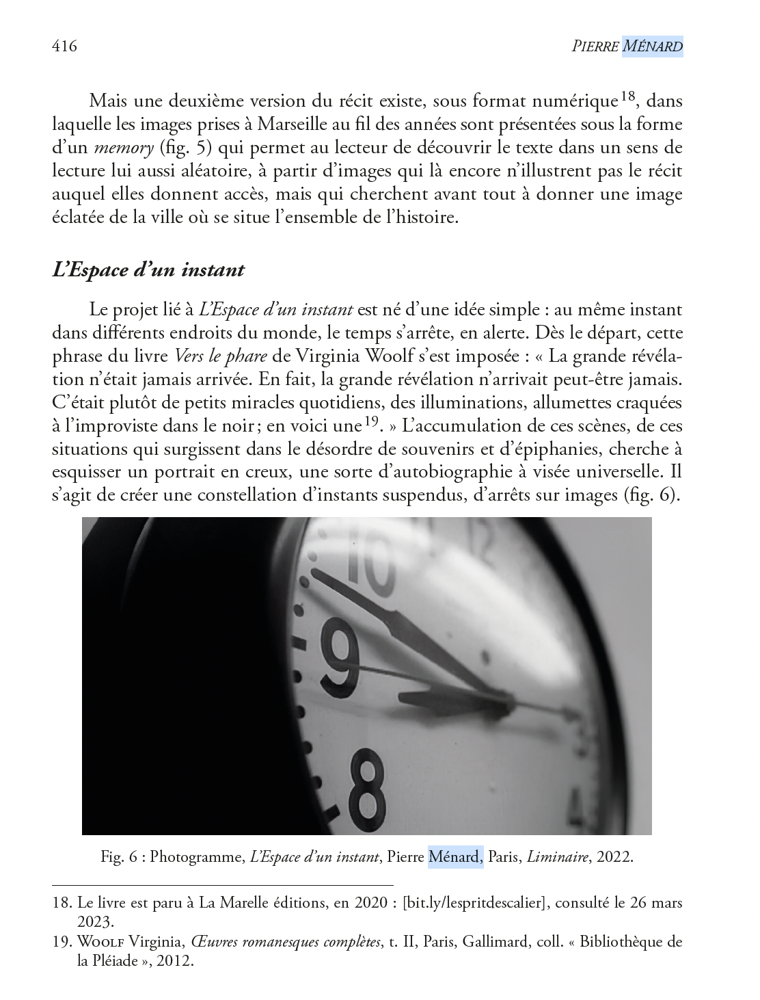 416
PIERRE MÉNARD
Mais une deuxième version du récit existe, sous format numérique18, dans
laquelle les images prises à Marseille au fil des années sont présentées sous la forme
d’un memory (fig. 5) qui permet au lecteur de découvrir le texte dans un sens de
lecture lui aussi aléatoire, à partir d’images qui là encore n’illustrent pas le récit
auquel elles donnent accès, mais qui cherchent avant tout à donner une image
éclatée de la ville où se situe l’ensemble de l’histoire.
L’Espace d’un instant
Le projet lié à L’Espace d’un instant est né d’une idée simple : au même instant
dans différents endroits du monde, le temps s’arrête, en alerte. Dès le départ, cette
phrase du livre Vers le phare de Virginia Woolf s’est imposée : « La grande révéla-
tion n’était jamais arrivée. En fait, la grande révélation n’arrivait peut-être jamais.
C’était plutôt de petits miracles quotidiens, des illuminations, allumettes craquées
à l’improviste dans le noir ; en voici une19. » L’accumulation de ces scènes, de ces
situations qui surgissent dans le désordre de souvenirs et d’épiphanies, cherche à
esquisser un portrait en creux, une sorte d’autobiographie à visée universelle. Il
s’agit de créer une constellation d’instants suspendus, d’arrêts sur images (fig. 6).
12
10
9
3
8
4
Fig. 6 : Photogramme, L’Espace d’un instant, Pierre Ménard, Paris, Liminaire, 2022.
18. Le livre est paru à La Marelle éditions, en 2020 : [bit.ly/lespritdescalier], consulté le 26 mars
2023.
19. WOOLF Virginia, Œuvres romanesques complètes, t. II, Paris, Gallimard, coll. « Bibliothèque de
la Pléiade », 2012.